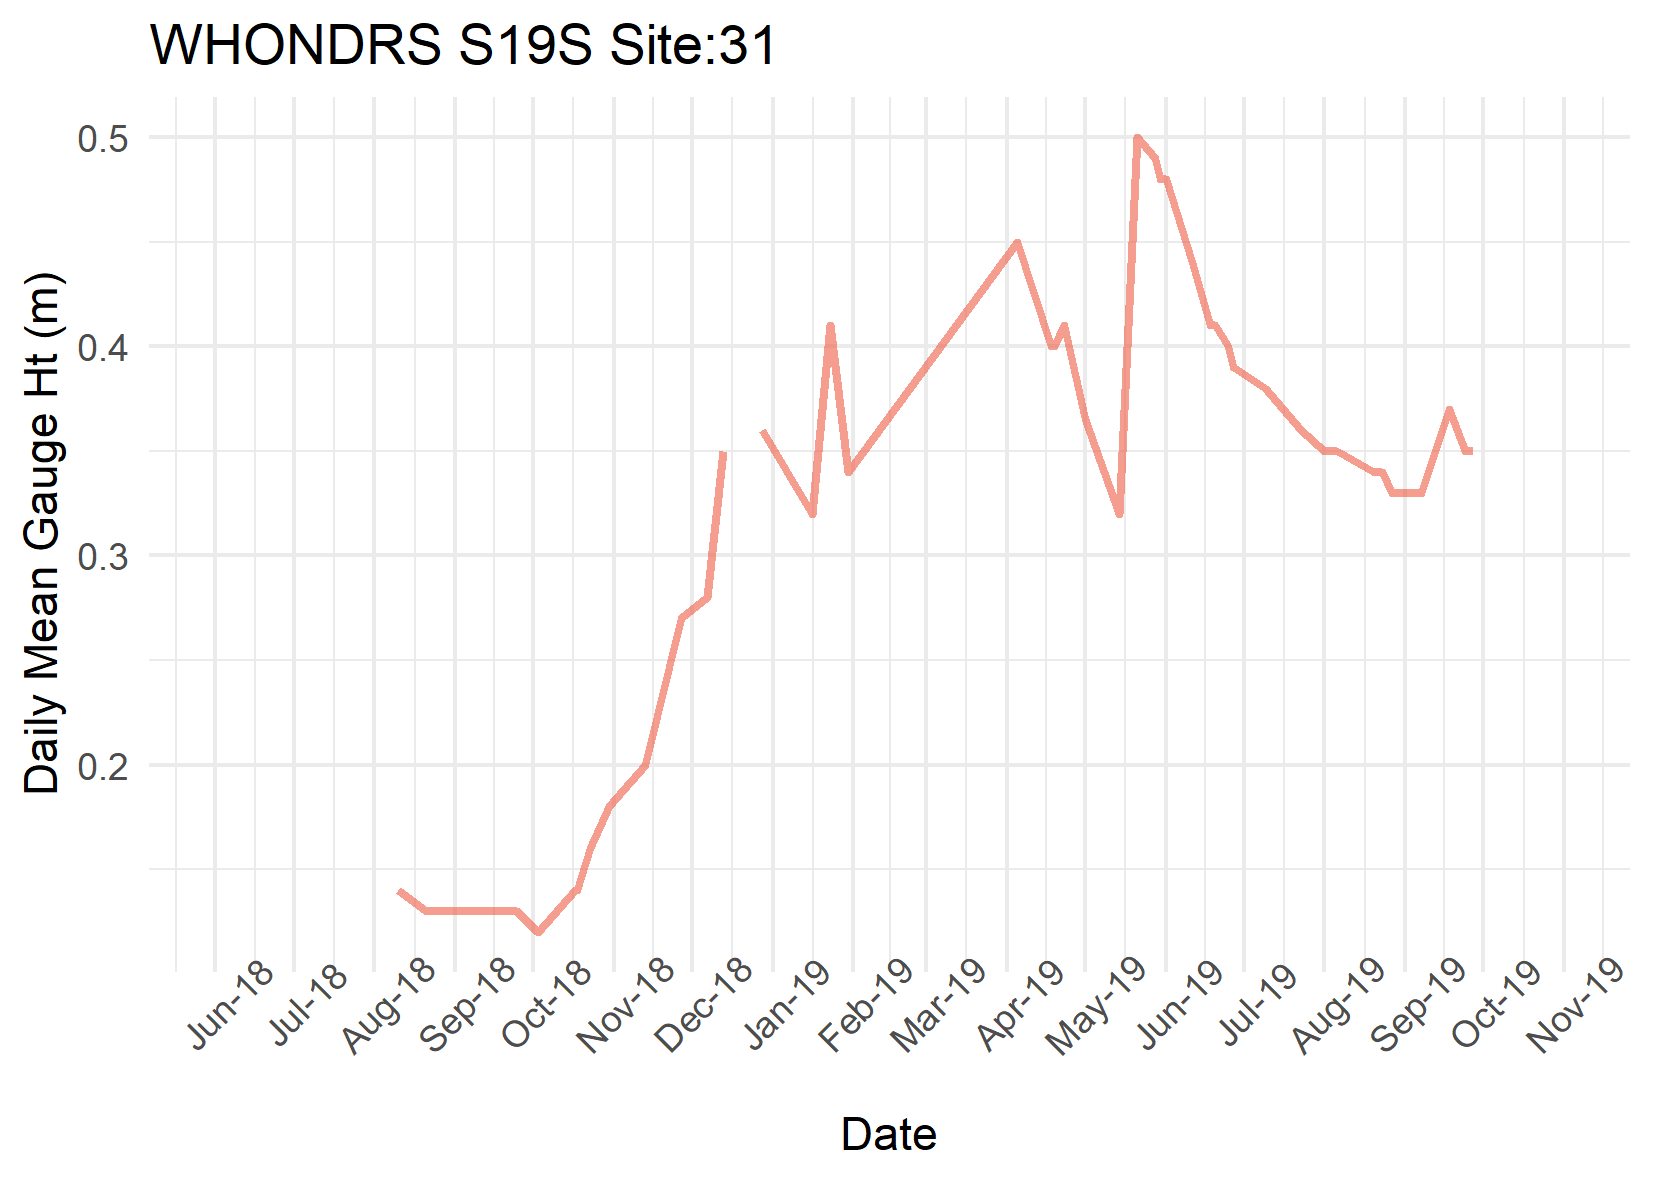 WHONDRS S19S Site:31
Daily Mean Gauge Ht (m)
0.5
0.4
0.3
0.2
Jun-18
Jul-18
Aug-18
Sep-18
Oct-18
Nov-18
Dec-18
Jan-19
Feb-19
Mar-19
Apr-19
May-19
Jun-19
Jul-19
Aug-19
Sep-19
Oct-19
Nov-19
Date